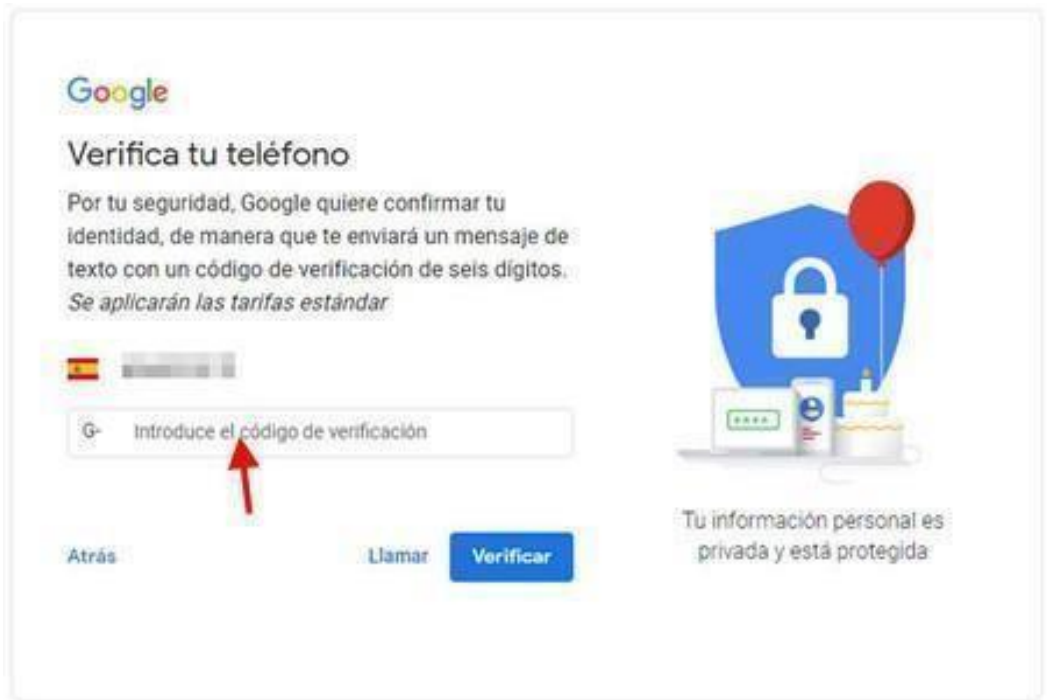 Google
Verifica tu teléfono
Por tu seguridad, Google quiere confirmar tu
identidad, de manera que te enviará un mensaje de
texto con un código de verificación de seis dígitos.
Se aplicarán las tarifas estándar
G- Introduce el código de verificación
Atrás Llamar Verificar
Tu información personal es
privada y está protegida